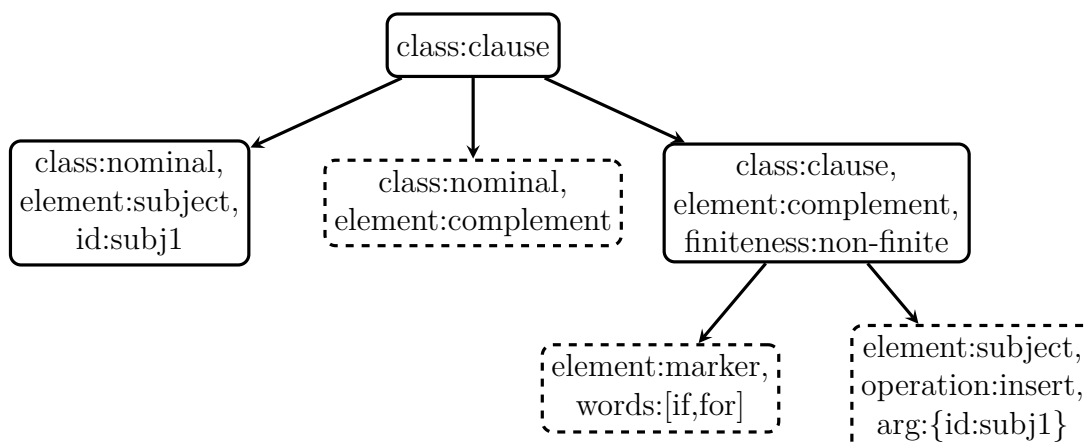 class:clause
class:nominal,
element:subject,
id:subj1
class:nominal,
element:complement
class:clause,
element:complement,
finiteness:non-finite
element:marker,
words:[if,for]
element:subject,
operation:insert,
arg:{id:subj1}